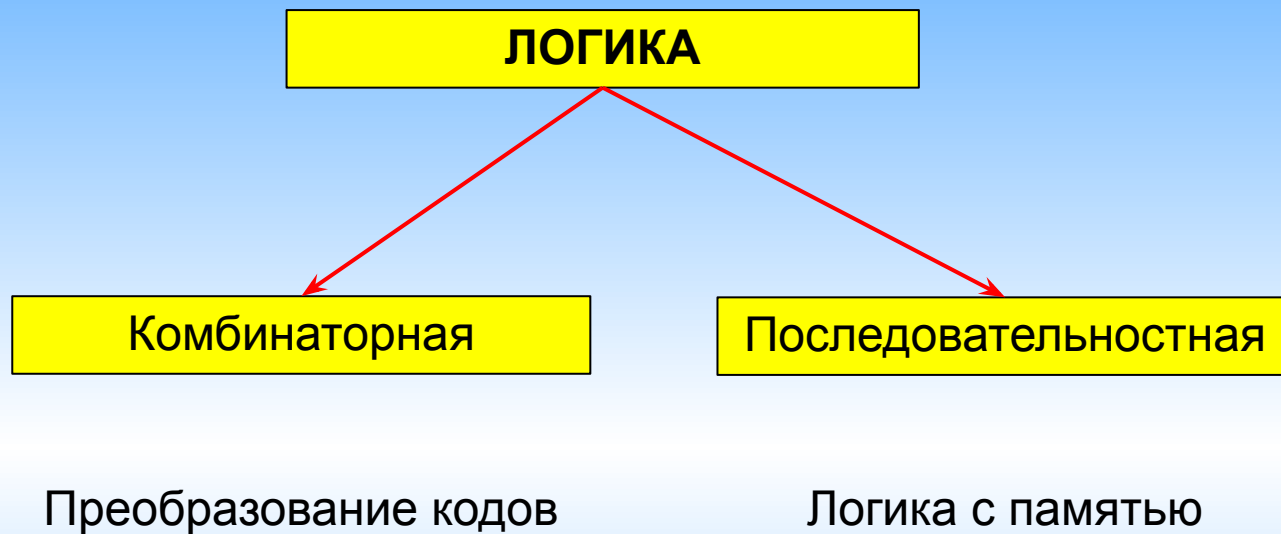 ЛОГИКА
Комбинаторная
Последовательностная
Преобразование кодов
Логика с памятью